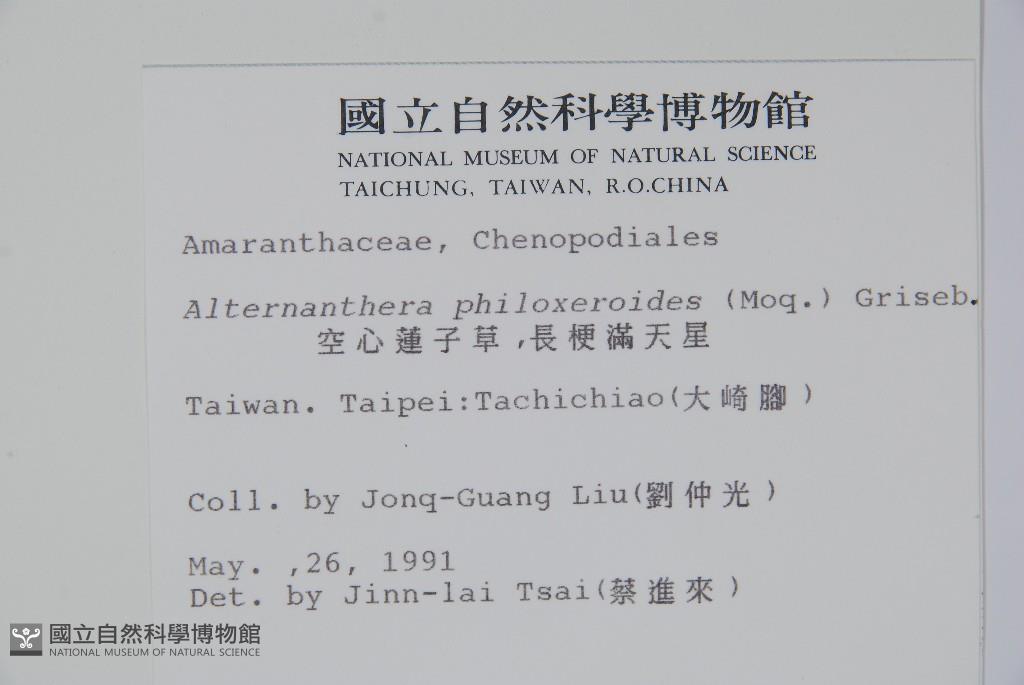 國立自然科學博物館
NATIONAL MUSEUM OF NATURAL SCIENCE
TAICHUNG, TAIWAN, R.O.CHINA
Amaranthaceae, Chenopodiales
Alternanthera philoxeroides (Moq.) Griseb.
空心蓮子草,長梗滿天星
Taiwan. Taipei:Tachichiao(大崎腳)
Coll. by Jonq-Guang Liu(劉仲光)
May. ,26, 1991
Det. by Jinn-lai Tsai(蔡進來)
國立自然科學博物館
NATIONAL MUSEUM OF NATURAL SCIENCE